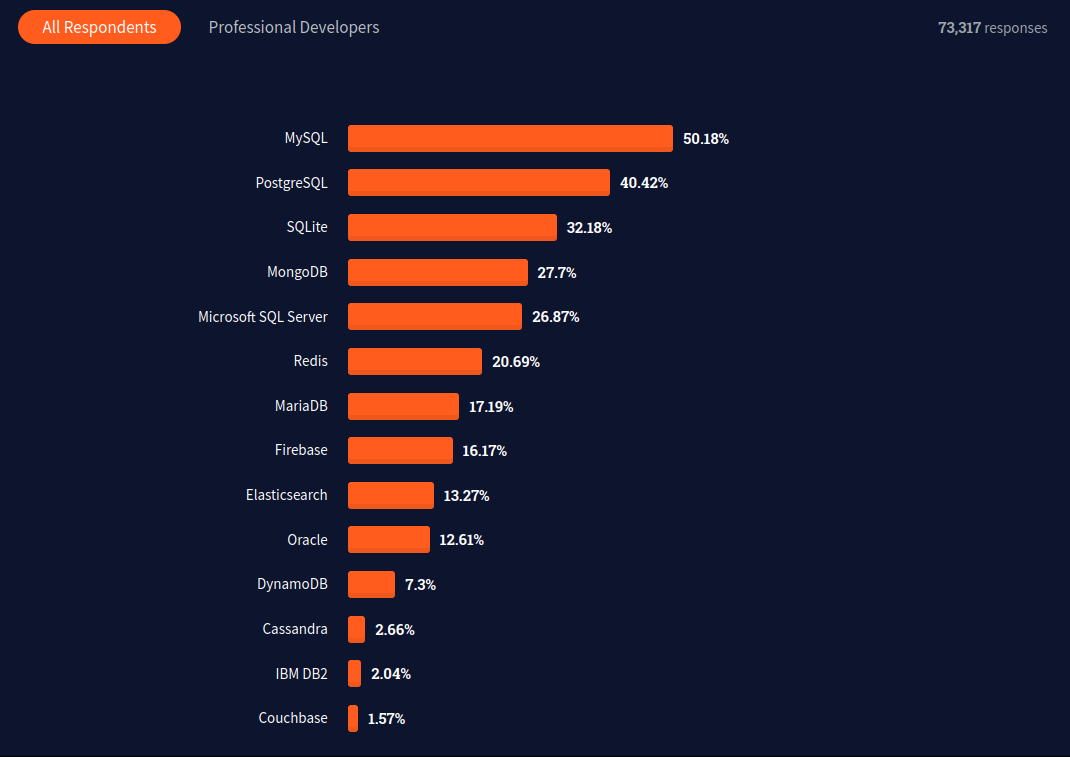 All Respondents Professional Developers 73,317 responses
MySQL 50.18%
PostgreSQL 40.42%
SQLite 32.18%
MongoDB 27.7%
Microsoft SQL Server 26.87%
Redis 20.69%
MariaDB 17.19%
Firebase 16.17%
Elasticsearch 13.27%
Oracle 12.61%
DynamoDB 7.3%
Cassandra 2.66%
IBM DB2 2.04%
Couchbase 1.57%